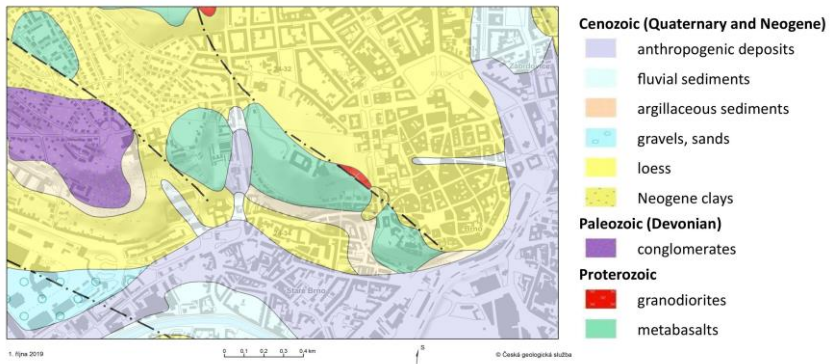 Cenozoic (Quaternary and Neogene)
anthropogenic deposits
fluvial sediments
argillaceous sediments
gravels, sands
loess
Neogene clays
Paleozoic (Devonian)
conglomerates
Proterozoic
granodiorites
metabasalts
Staré Brno
1. října 2019
0 0,1 0,2 0,3 0,4 km
S
© Česká geologická služba